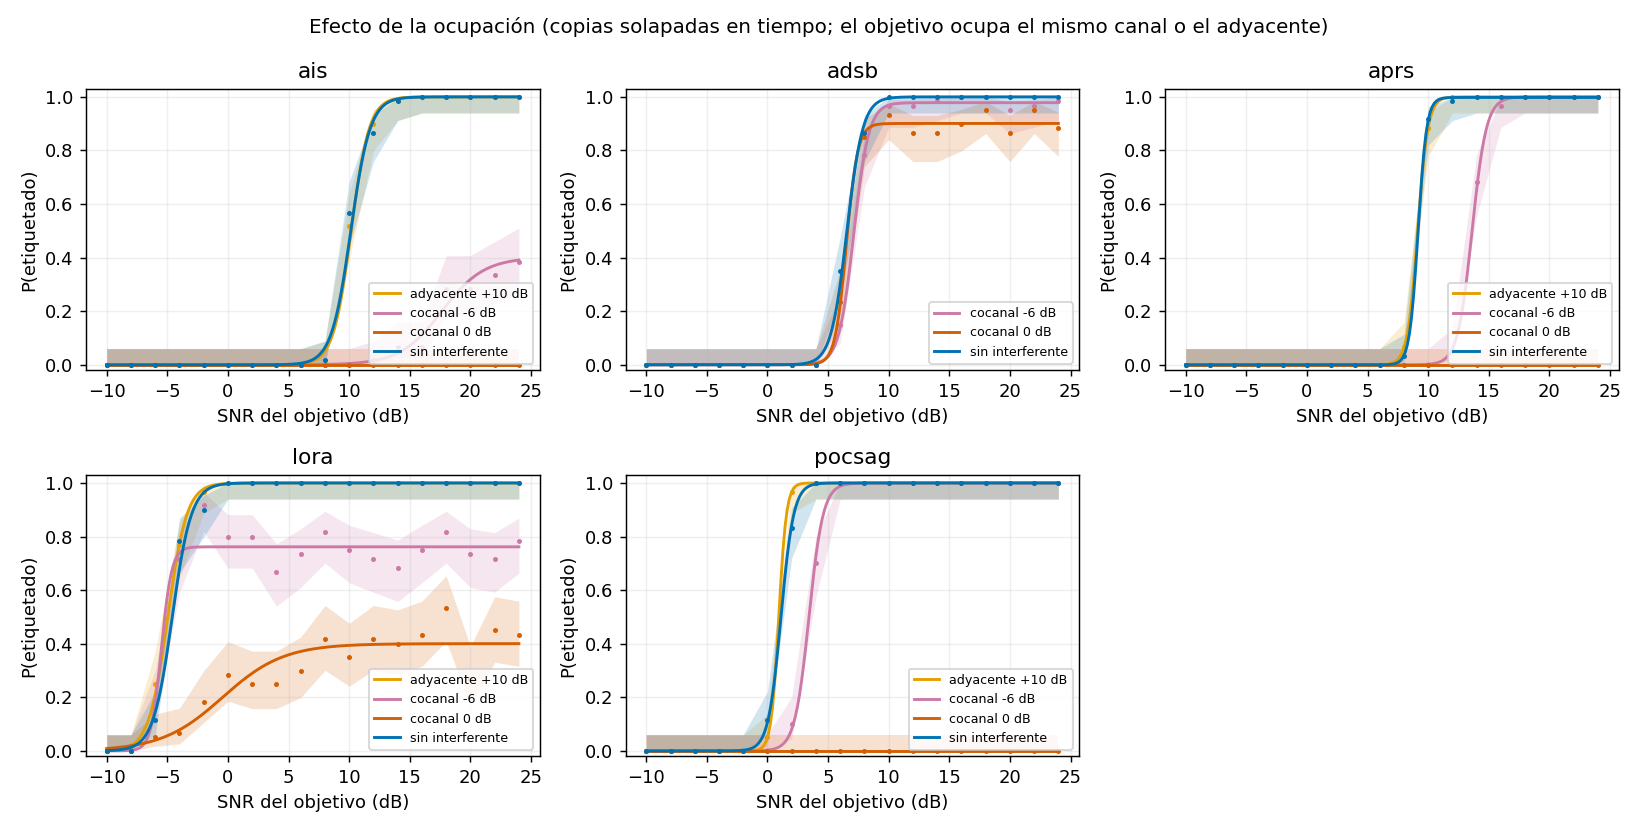 Efecto de la ocupación (copias solapadas en tiempo; el objetivo ocupa el mismo canal o el adyacente)
ais
1.0
0.8
0.6
0.4
0.2
0.0
P(etiquetado)
−10 −5 0 5 10 15 20 25
SNR del objetivo (dB)
adyacente +10 dB
cocanal -6 dB
cocanal 0 dB
sin interferente
adsb
1.0
0.8
0.6
0.4
0.2
0.0
P(etiquetado)
−10 −5 0 5 10 15 20 25
SNR del objetivo (dB)
cocanal -6 dB
cocanal 0 dB
sin interferente
aprs
1.0
0.8
0.6
0.4
0.2
0.0
P(etiquetado)
−10 −5 0 5 10 15 20 25
SNR del objetivo (dB)
adyacente +10 dB
cocanal -6 dB
cocanal 0 dB
sin interferente
lora
1.0
0.8
0.6
0.4
0.2
0.0
P(etiquetado)
−10 −5 0 5 10 15 20 25
SNR del objetivo (dB)
adyacente +10 dB
cocanal -6 dB
cocanal 0 dB
sin interferente
pocsag
1.0
0.8
0.6
0.4
0.2
0.0
P(etiquetado)
−10 −5 0 5 10 15 20 25
SNR del objetivo (dB)
adyacente +10 dB
cocanal -6 dB
cocanal 0 dB
sin interferente